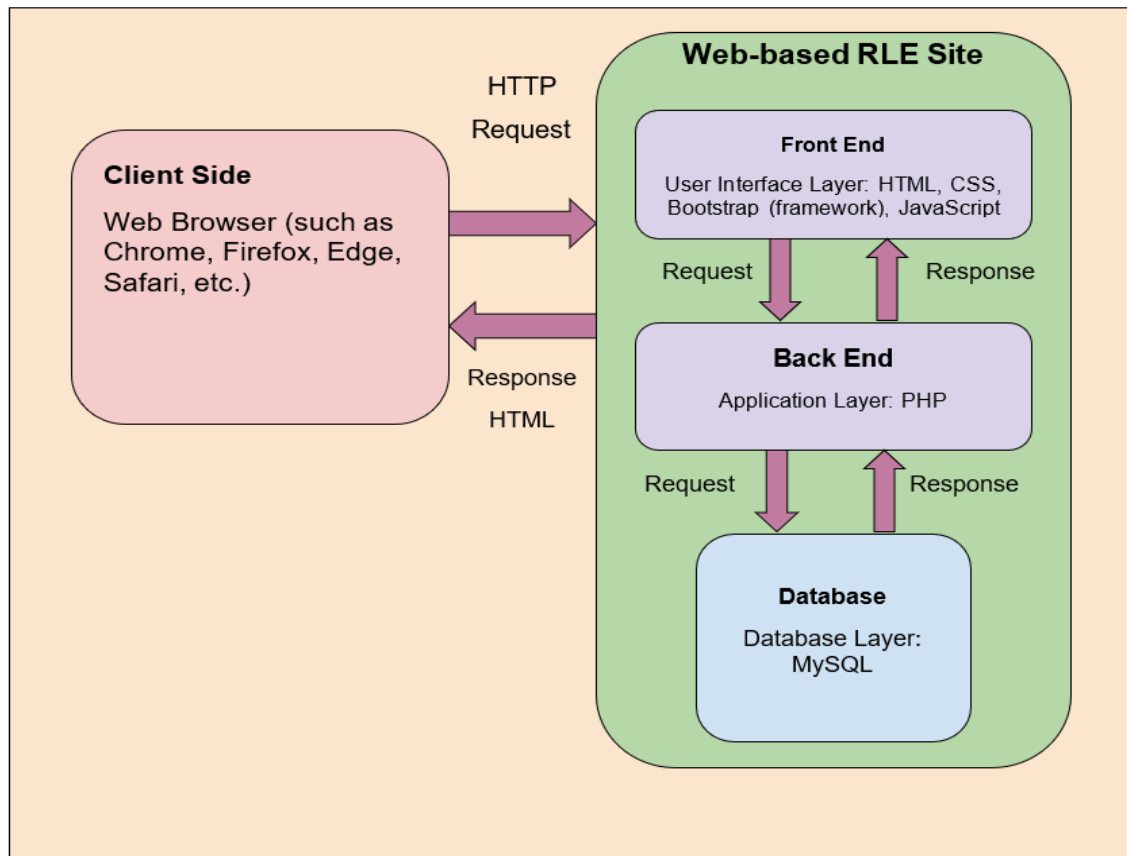 Web-based RLE Site
HTTP
Request
Client Side
Web Browser (such as
Chrome, Firefox, Edge,
Safari, etc.)
Response
HTML
Front End
User Interface Layer: HTML, CSS,
Bootstrap (framework), JavaScript
Request
Response
Back End
Application Layer: PHP
Request
Response
Database
Database Layer:
MySQL